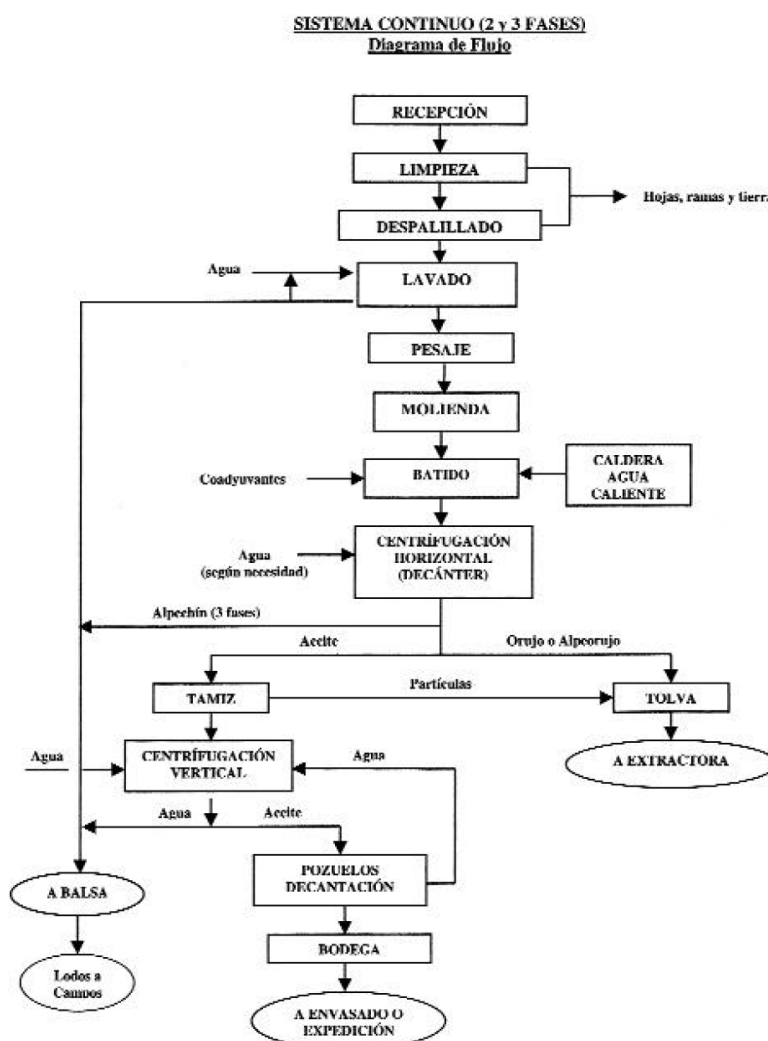 SISTEMA CONTINUO (2 y 3 FASES)
Diagrama de Flujo
RECEPCIÓN
LIMPIEZA
Hojas, ramas y tierra
DESPALILLADO
Agua
LAVADO
PESAJE
MOLIENDA
Coadyuvantes
BATIDO
CALDERA
AGUA
CALIENTE
Agua
(según necesidad)
CENTRÍFUGACIÓN
HORIZONTAL
(DECÁNTER)
Alpechín (3 fases)
Aceite
Orujo o Alpeorujo
TAMIZ
Partículas
TOLVA
Agua
CENTRÍFUGACIÓN
VERTICAL
Agua
A EXTRACTORA
Agua
Aceite
POZUELOS
DECANTACIÓN
A BALSA
BODEGA
Lodos a
Campos
A ENVASADO O
EXPEDICIÓN